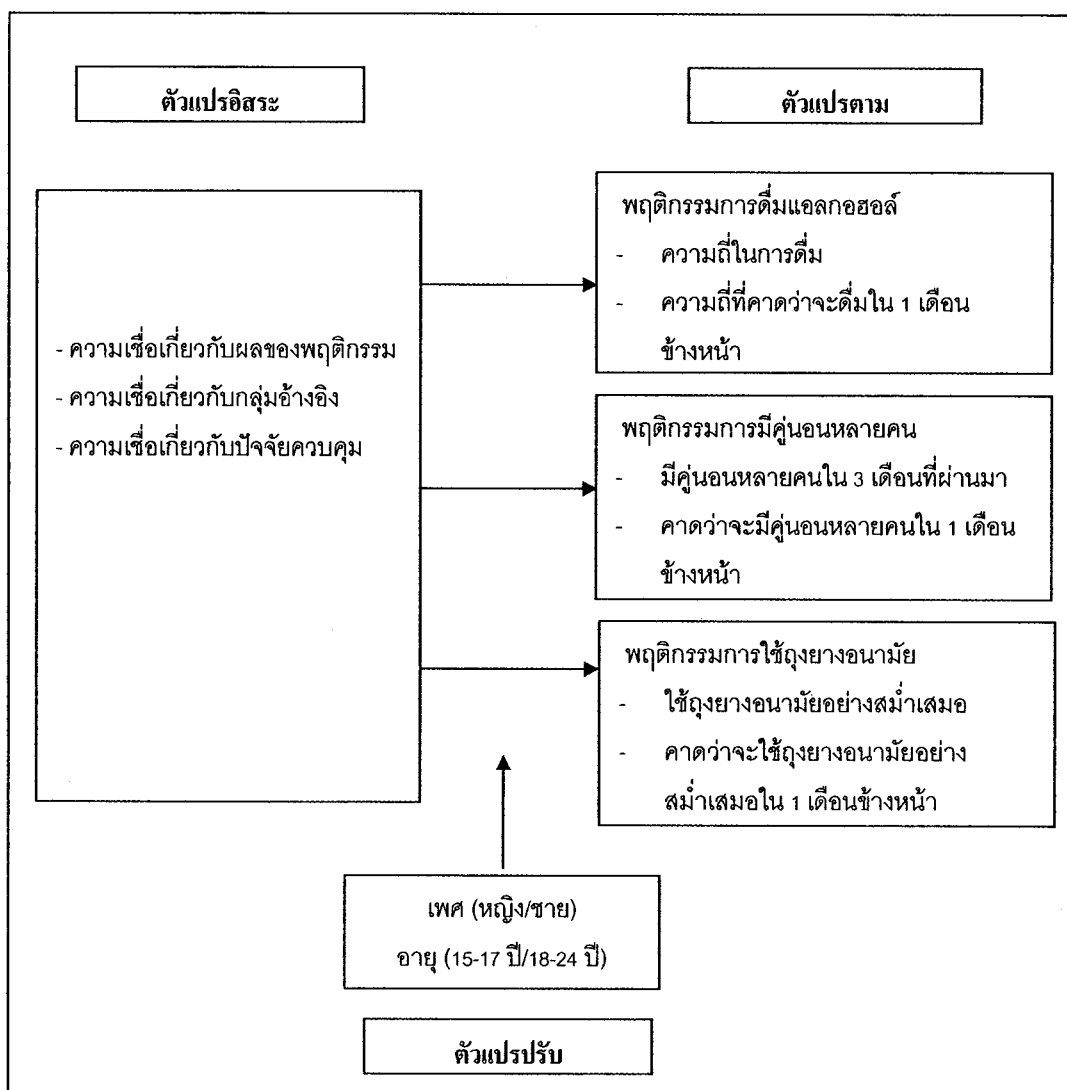 ตัวแปรอิสระ
ตัวแปรตาม
- ความเชื่อเกี่ยวกับผลของพฤติกรรม
- ความเชื่อเกี่ยวกับกลุ่มอ้างอิง
- ความเชื่อเกี่ยวกับปัจจัยควบคุม
พฤติกรรมการดื่มแอลกอฮอล์
- ความถี่ในการดื่ม
- ความถี่ที่คาดว่าจะดื่มใน 1 เดือน
ข้างหน้า
พฤติกรรมการมีคู่นอนหลายคน
- มีคู่นอนหลายคนใน 3 เดือนที่ผ่านมา
- คาดว่าจะมีคู่นอนหลายคนใน 1 เดือน
ข้างหน้า
พฤติกรรมการใช้ถุงยางอนามัย
- ใช้ถุงยางอนามัยอย่างสม่ำเสมอ
- คาดว่าจะใช้ถุงยางอนามัยอย่าง
สม่ำเสมอใน 1 เดือนข้างหน้า
เพศ (หญิง/ชาย)
อายุ (15-17 ปี/18-24 ปี)
ตัวแปรปรับ